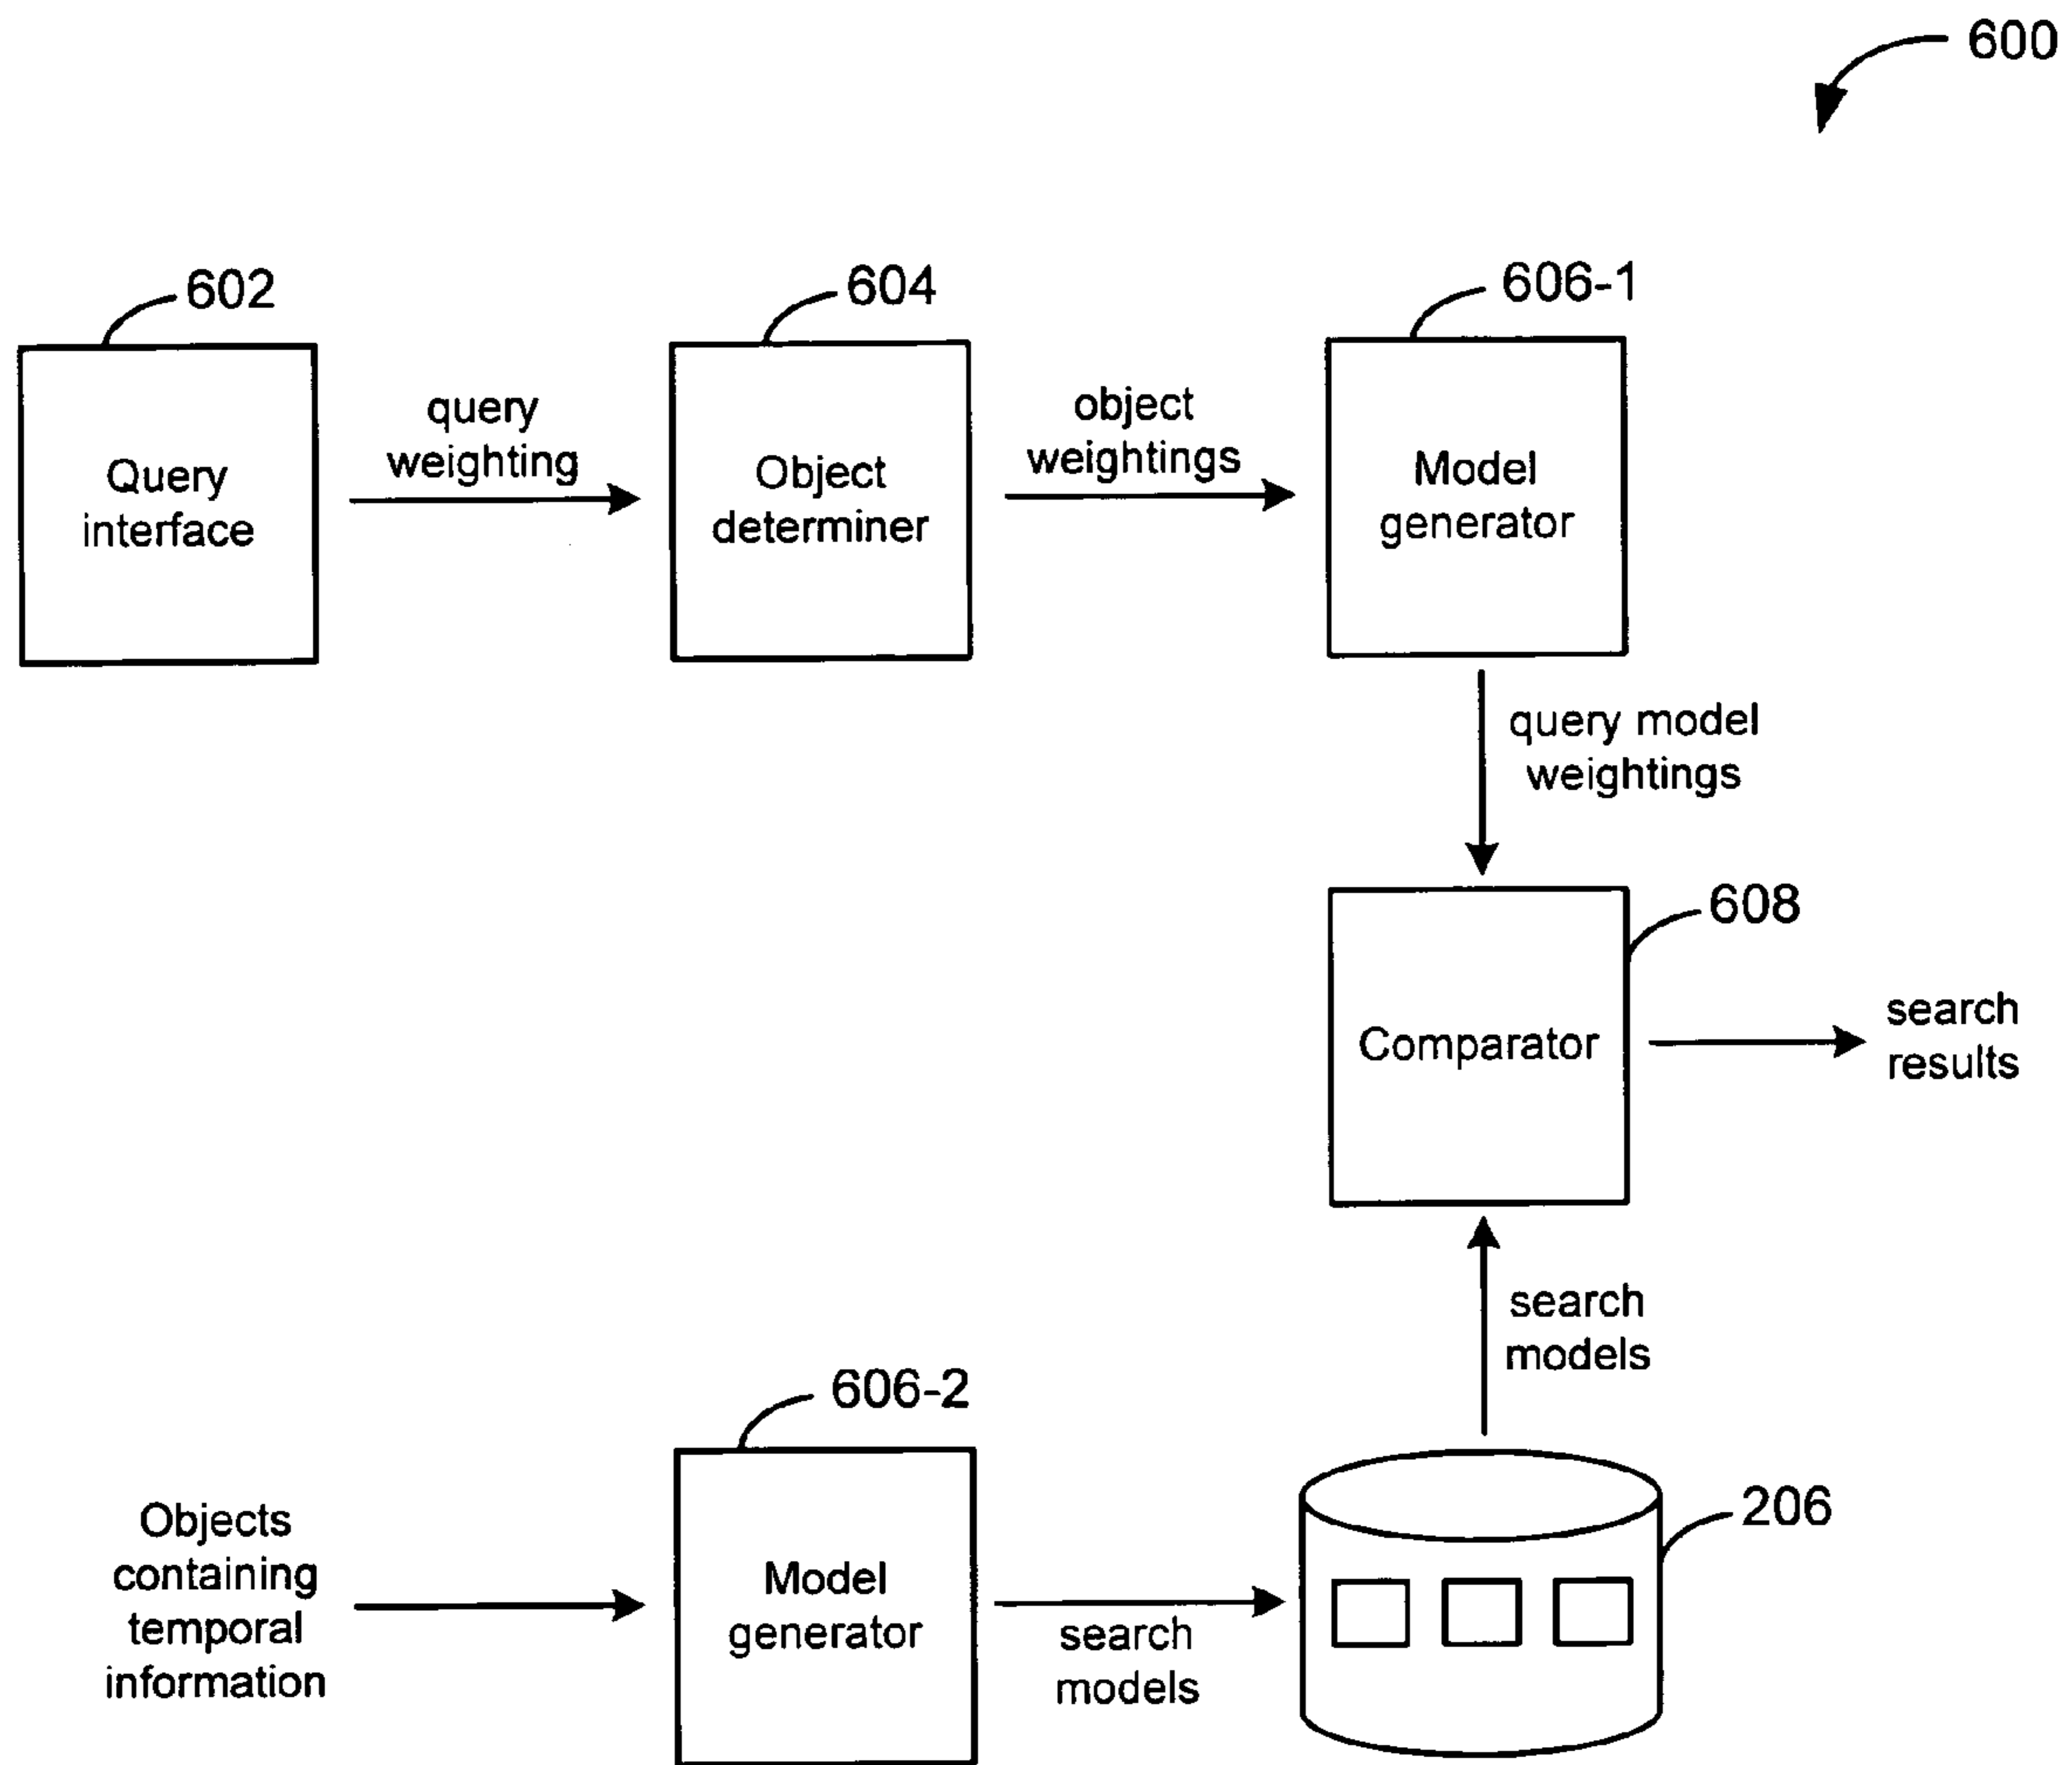 600
602
604
606-1
Query
interface
query
weighting
Object
determiner
object
weightings
Model
generator
query model
weightings
608
Comparator
search
results
search
models
606-2
206
Objects
containing
temporal
information
Model
generator
search
models